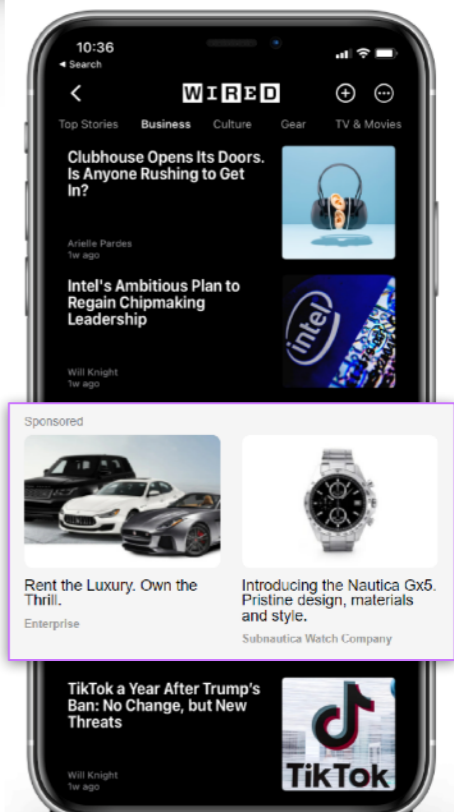 10:36
Search
WIRED
Top Stories Business Culture Gear TV & Movies
Clubhouse Opens Its Doors.
Is Anyone Rushing to Get
In?
Arielle Pardes
1w ago
Intel's Ambitious Plan to
Regain Chipmaking
Leadership
Will Knight
1w ago
intel
Sponsored
Rent the Luxury. Own the
Thrill.
Enterprise
Introducing the Nautica Gx5.
Pristine design, materials
and style.
Subnautica Watch Company
TikTok a Year After Trump's
Ban: No Change, but New
Threats
Will Knight
1w ago
TikTok